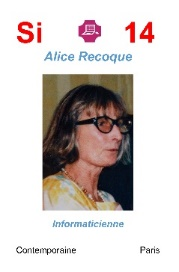 Si 14
Alice Recoque
Informaticienne
Contemporaine Paris